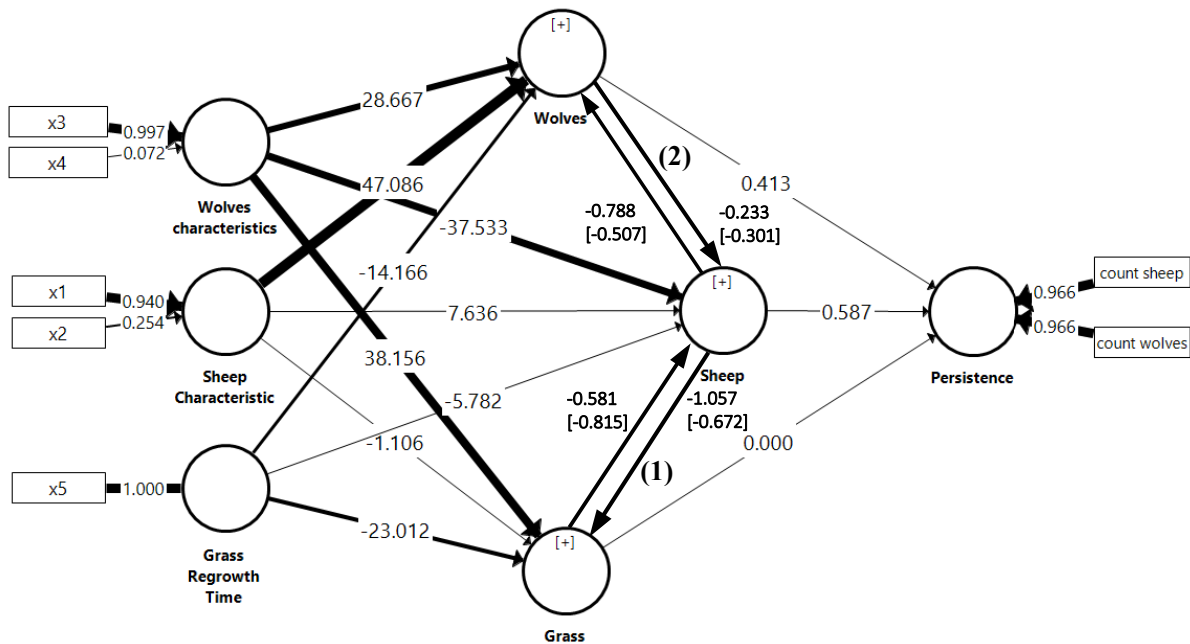 [+]
Wolves
x3
0.997
x4
0.072
Wolves
characteristics
28.667
47.086
-37.533
(2)
0.413
-0.788
[-0.507]
-0.233
[-0.301]
x1
0.940
x2
0.254
Sheep
Characteristic
-14.166
7.636
38.156
-5.782
-1.106
[+]
Sheep
0.587
count sheep
0.966
0.966
count wolves
Persistence
-0.581
[-0.815]
-1.057
[-0.672]
0.000
(1)
x5
1.000
Grass
Regrowth
Time
-23.012
[+]
Grass